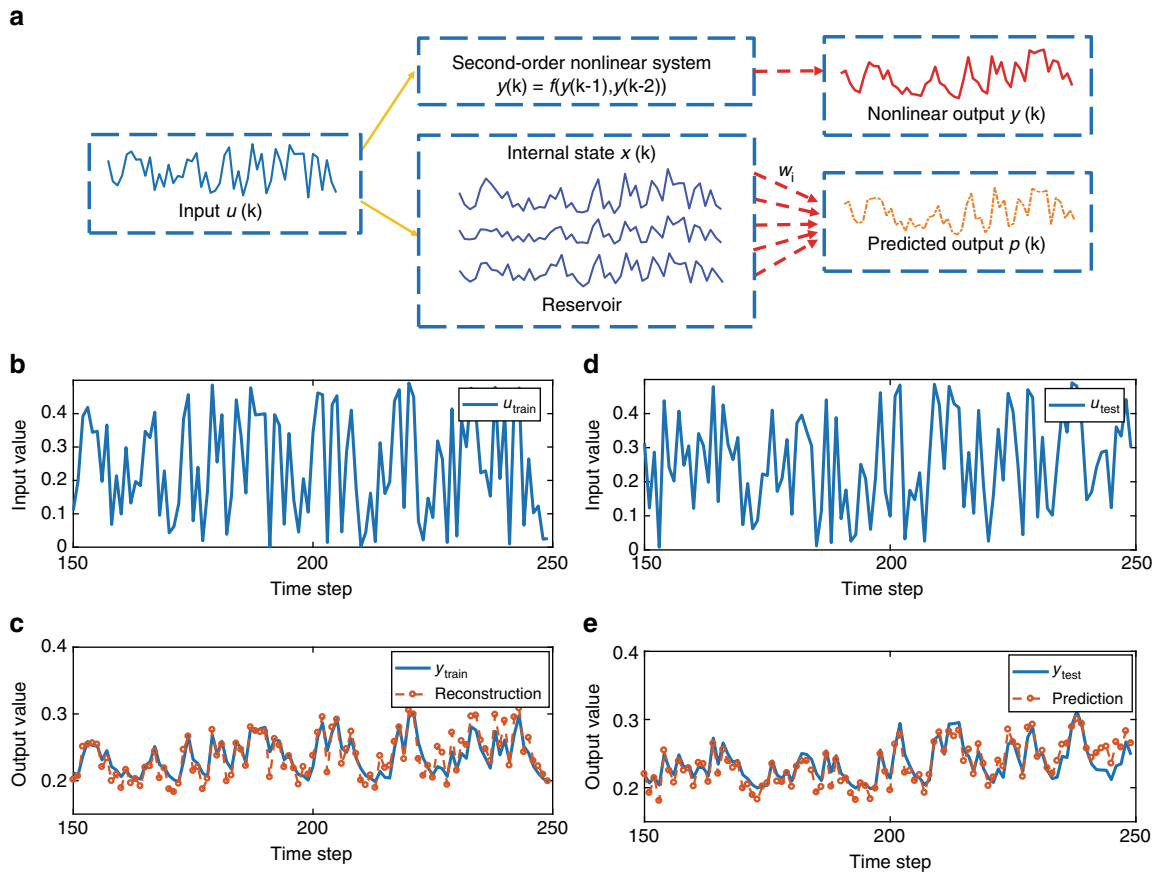 a
Second-order nonlinear system
y(k) = f(y(k-1),y(k-2))
Nonlinear output y (k)
Input u (k)
Internal state x (k)
Reservoir
wi
Predicted output p (k)
b
Input value
0.4
0.3
0.2
0.1
0
150
200
250
Time step
utrain
d
Input value
0.4
0.3
0.2
0.1
0
150
200
250
Time step
utest
c
Output value
0.4
0.3
0.2
150
200
250
Time step
ytrain
Reconstruction
e
Output value
0.4
0.3
0.2
150
200
250
Time step
ytest
Prediction